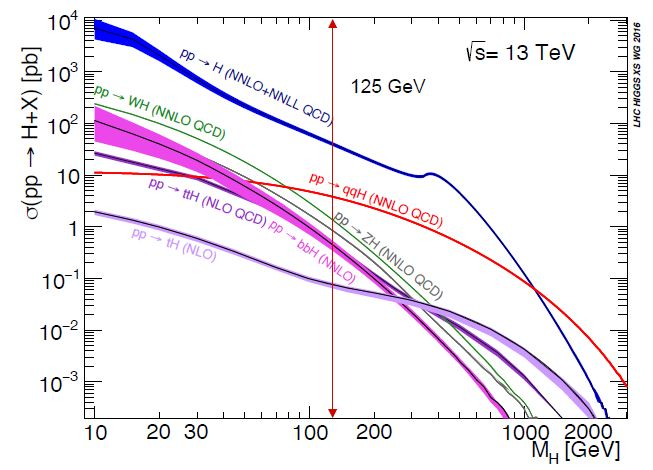 σ(pp → H+X) [pb]
10⁴
10³
10²
10
1
10⁻¹
10⁻²
10⁻³
√s= 13 TeV
125 GeV
pp → H (NNLO+NNLL QCD)
pp → WH (NNLO QCD)
pp → qqH (NNLO QCD)
pp → ttH (NLO QCD)
pp → ZH (NNLO QCD)
pp → bbH (NNLO)
pp → tH (NLO)
10 20 30 100 200 1000 2000
M_H [GeV]
LHC HIGGS XS WG 2016